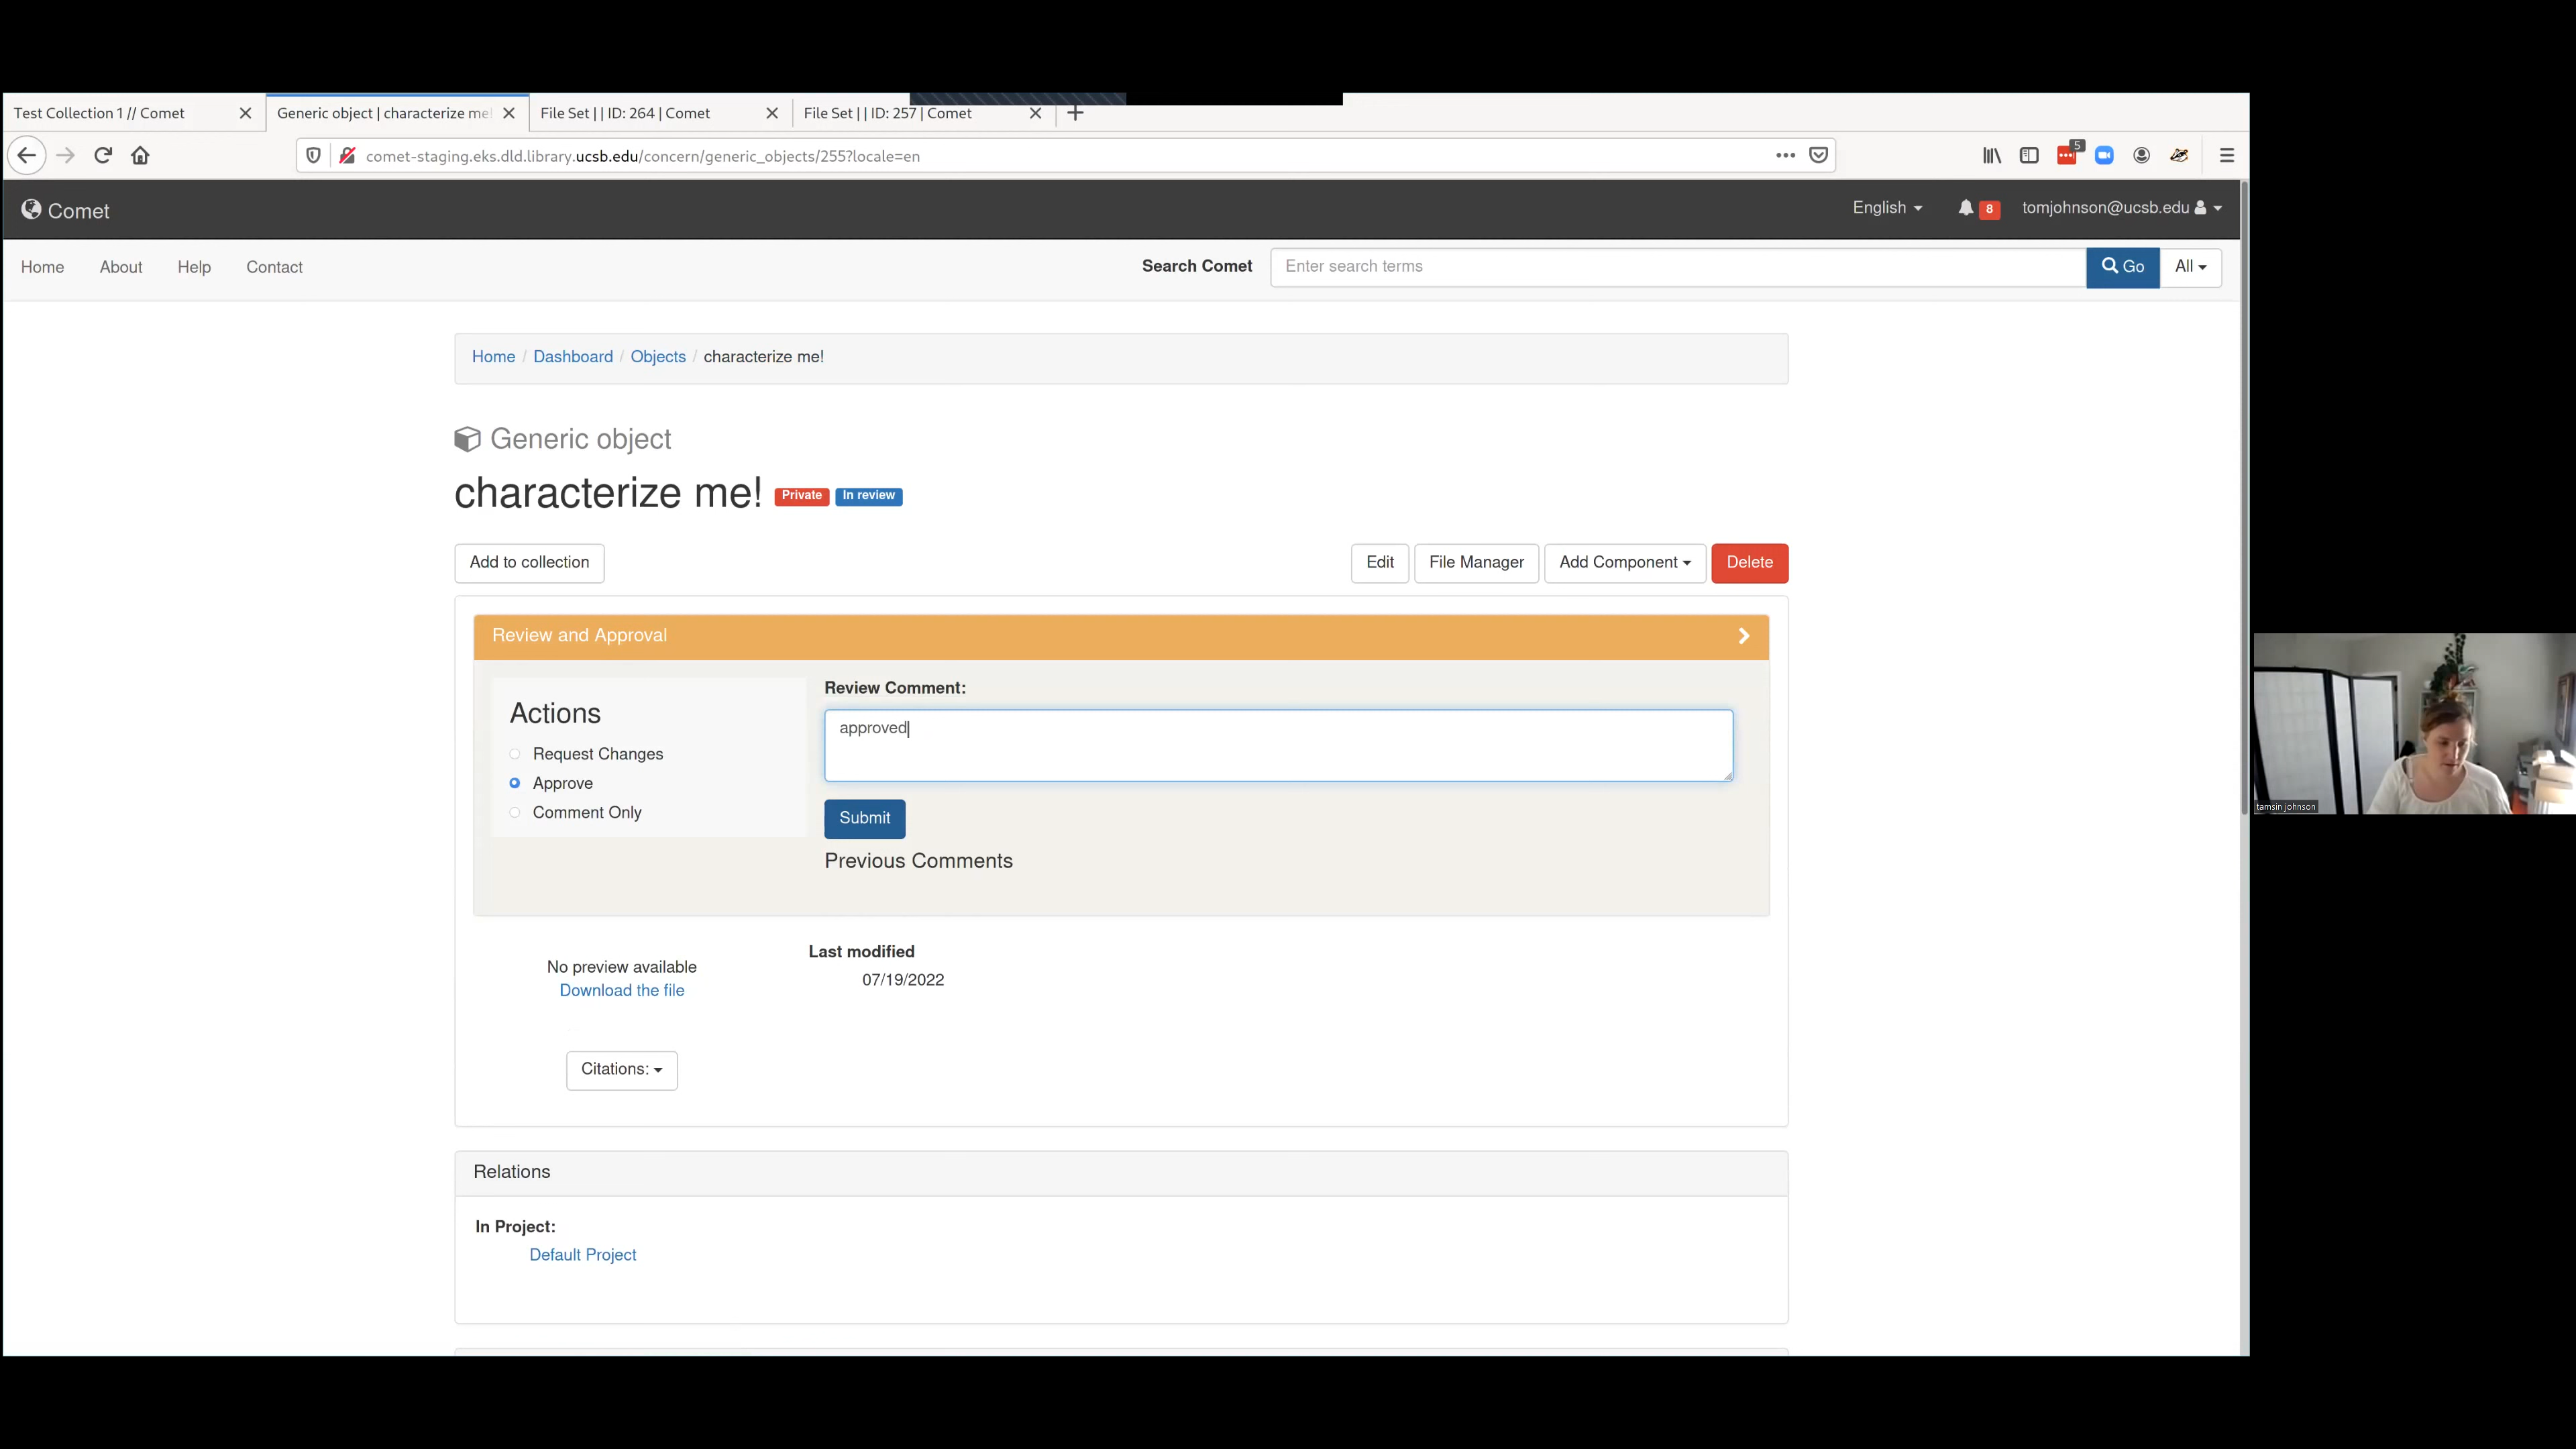 Test Collection 1 // Comet
Generic object | characterize me!
File Set | | ID: 264 | Comet
File Set | | ID: 257 | Comet
comet-staging.eks.dld.library.ucsb.edu/concern/generic_objects/255?locale=en
5
Comet
English
8
tomjohnson@ucsb.edu
Home
About
Help
Contact
Search Comet
Enter search terms
Go
All
Home / Dashboard / Objects / characterize me!
Generic object
characterize me! Private In review
Add to collection
Edit
File Manager
Add Component
Delete
Review and Approval
Actions
Request Changes
Approve
Comment Only
Review Comment:
approved
Submit
Previous Comments
No preview available
Download the file
Last modified
07/19/2022
Citations:
Relations
In Project:
Default Project
tamsin johnson